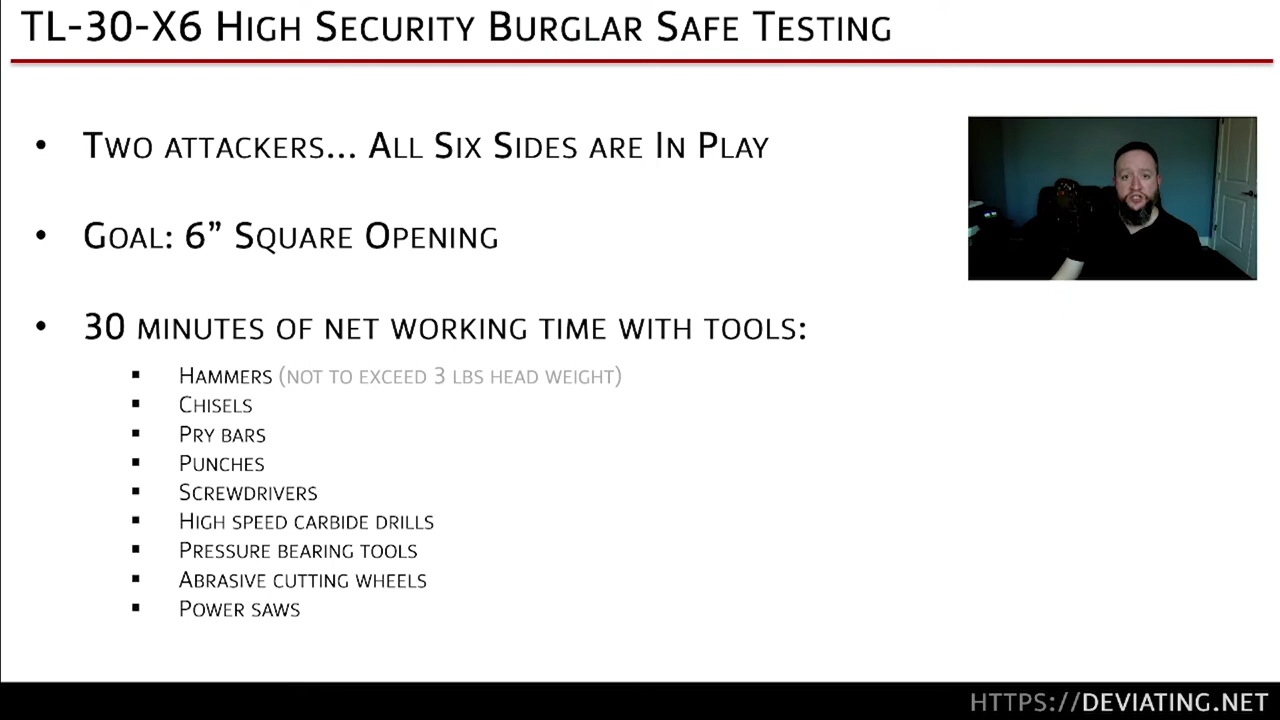 TL-30-X6 High Security Burglar Safe Testing
• Two attackers... All Six Sides are In Play
• Goal: 6” Square Opening
• 30 minutes of net working time with tools:
▪ Hammers (not to exceed 3 lbs head weight)
▪ Chisels
▪ Pry bars
▪ Punches
▪ Screwdrivers
▪ High speed carbide drills
▪ Pressure bearing tools
▪ Abrasive cutting wheels
▪ Power saws
https://deviating.net